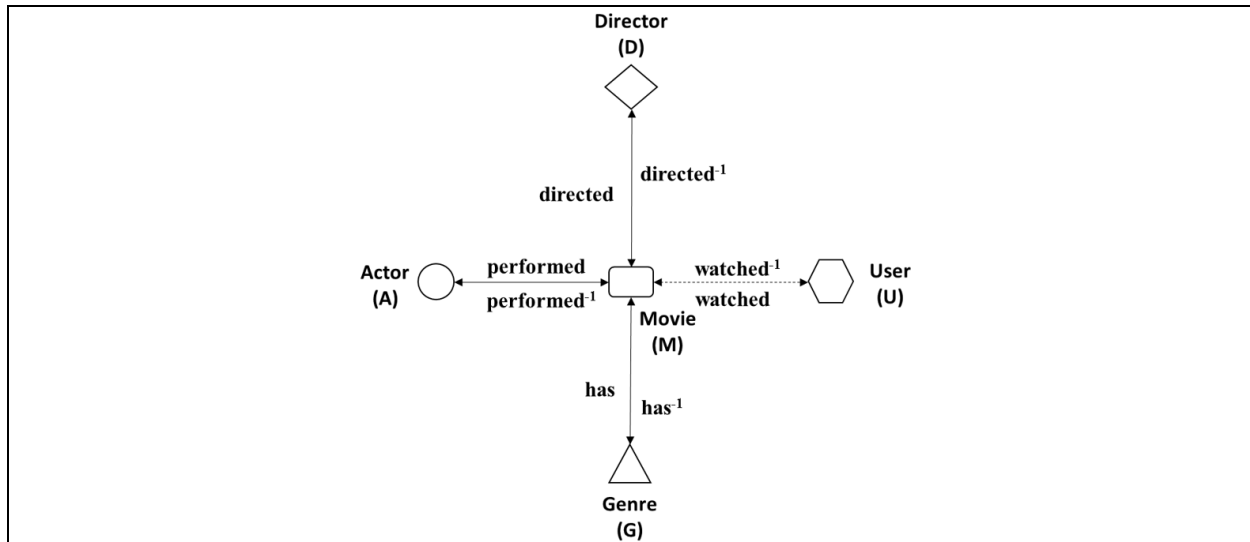 Director
(D)
directed⁻¹
directed
Actor
(A)
performed
performed⁻¹
watched⁻¹
watched
User
(U)
Movie
(M)
has
has⁻¹
Genre
(G)